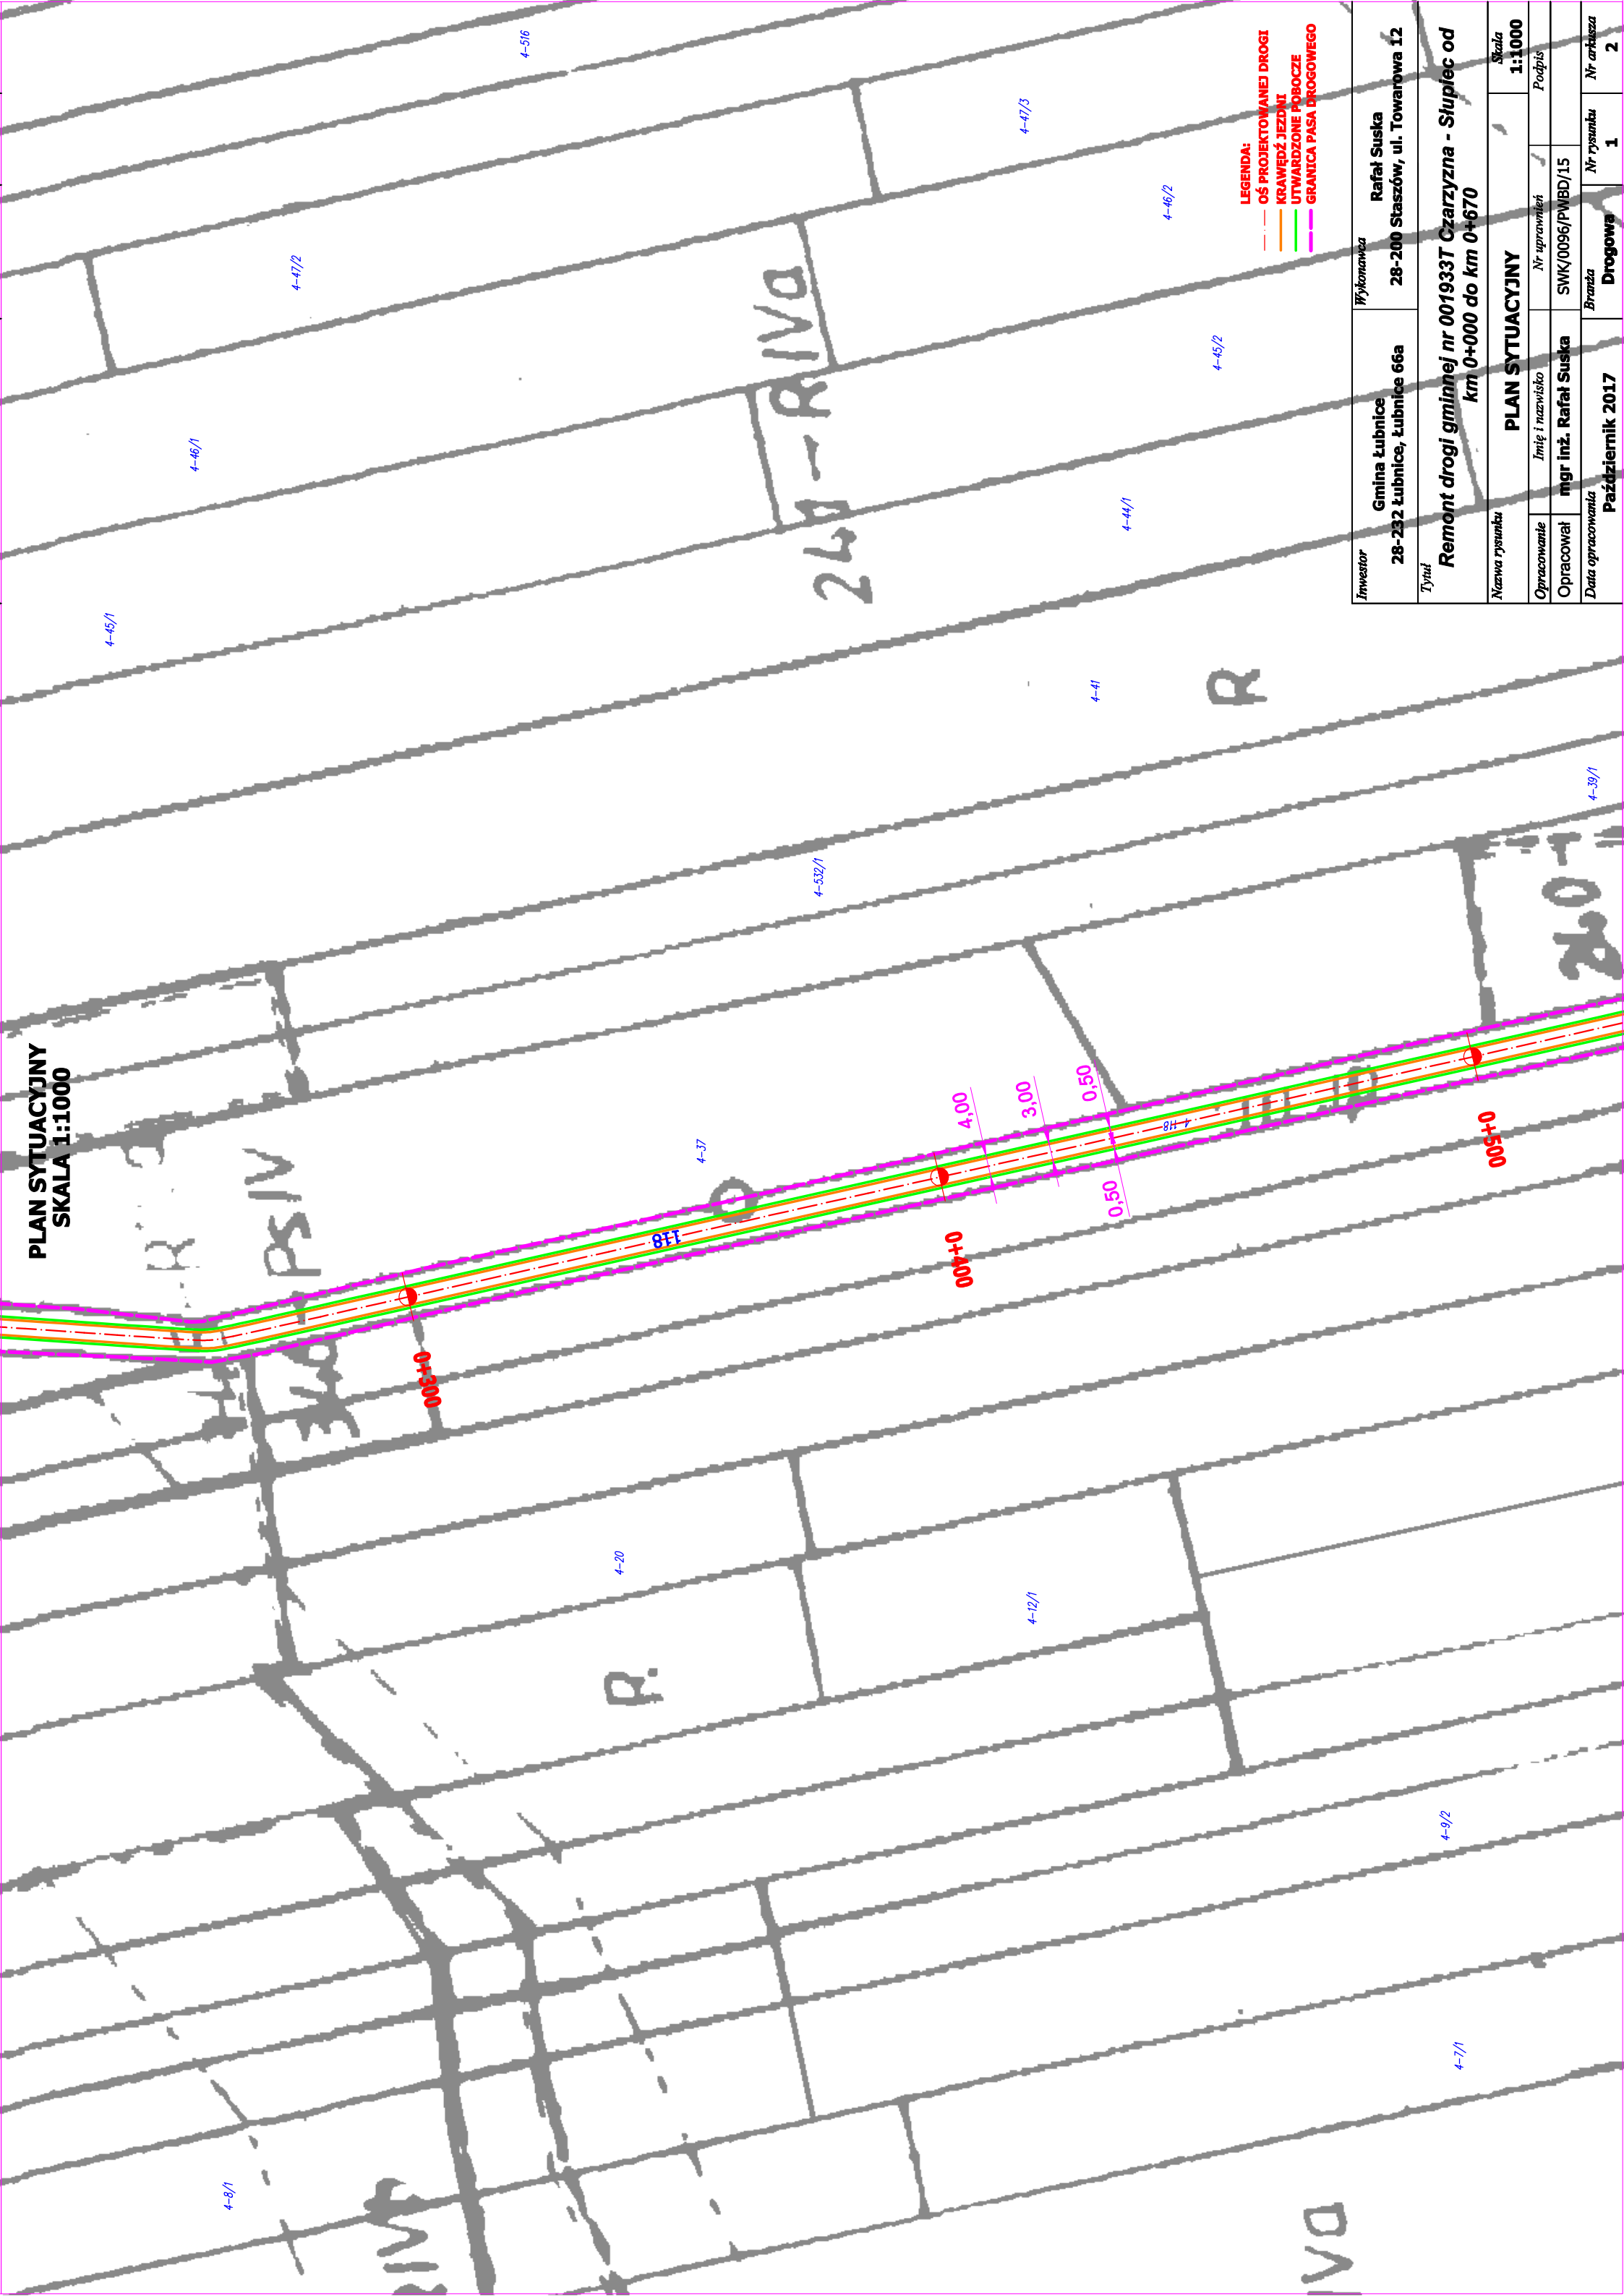 PLAN SYTUACYJNY
SKALA 1:1000
LEGENDA:
OŚ PROJEKTOWANEJ DROGI
KRAWĘDŹ JEZDNI
UTWARDZONE POBOCZE
GRANICA PASA DROGOWEGO
Inwestor
Gmina Łubnice
28-232 Łubnice, Łubnice 66a
Wykonawca
Rafał Suska
28-200 Staszów, ul. Towarowa 12
Tytuł
Remont drogi gminnej nr 001933T Czarzyzna - Słupiec od
km 0+000 do km 0+670
Nazwa rysunku
PLAN SYTUACYJNY
Skala
1:1000
Opracowanie
Imię i nazwisko
Nr uprawnień
Podpis
Opracował
mgr inż. Rafał Suska
SWK/0096/PWBD/15
Data opracowania
Październik 2017
Branża
Drogowa
Nr rysunku
1
Nr arkusza
2
4-516
4-47/3
4-47/2
4-46/2
4-46/1
4-45/2
4-45/1
4-44/1
4-41
4-39/1
4-532/1
4-37
4-118
118
4-20
4-12/1
4-9/2
4-7/1
4-8/1
0+300
0+400
0+500
4,00
3,00
0,50
0,50
R IVa
R
R
PS IV
R
IVa